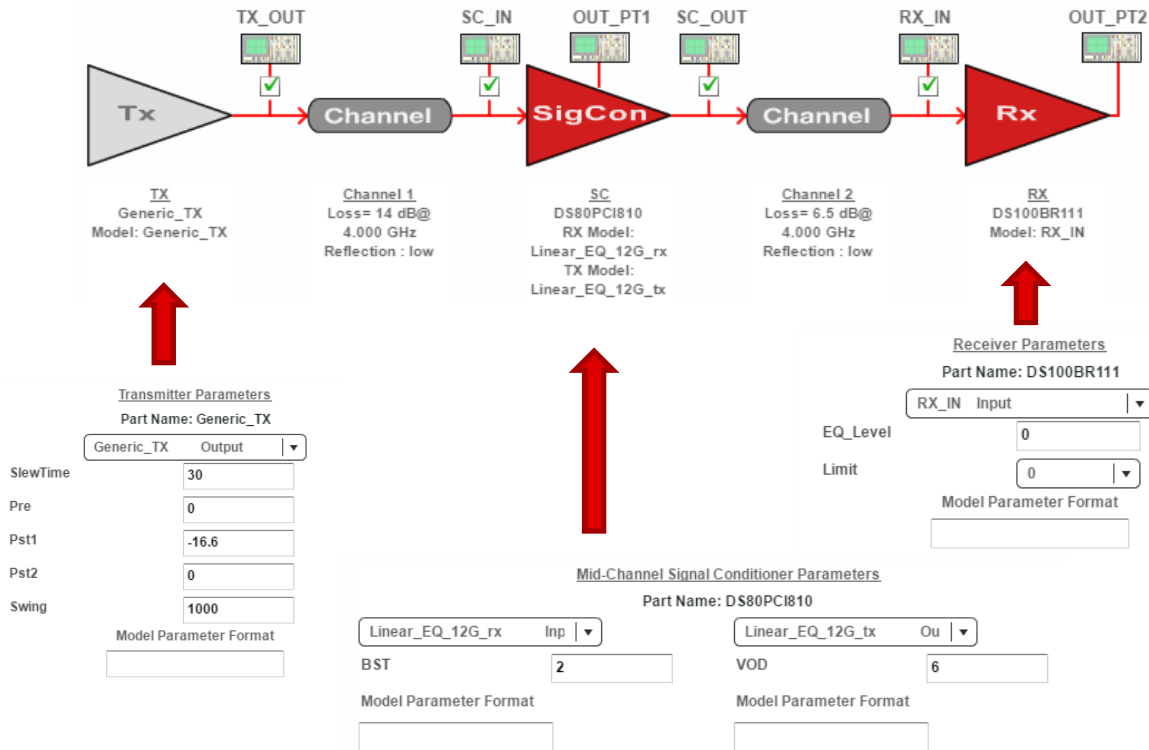 TX_OUT SC_IN OUT_PT1 SC_OUT RX_IN OUT_PT2
Tx Channel SigCon Channel Rx
TX
Generic_TX
Model: Generic_TX
Channel 1
Loss= 14 dB@
4.000 GHz
Reflection : low
SC
DS80PCI810
RX Model:
Linear_EQ_12G_rx
TX Model:
Linear_EQ_12G_tx
Channel 2
Loss= 6.5 dB@
4.000 GHz
Reflection : low
RX
DS100BR111
Model: RX_IN
Transmitter Parameters
Part Name: Generic_TX
Generic_TX Output
SlewTime 30
Pre 0
Pst1 -16.6
Pst2 0
Swing 1000
Model Parameter Format
Receiver Parameters
Part Name: DS100BR111
RX_IN Input
EQ_Level 0
Limit 0
Model Parameter Format
Mid-Channel Signal Conditioner Parameters
Part Name: DS80PCI810
Linear_EQ_12G_rx Inp
BST 2
Model Parameter Format
Linear_EQ_12G_tx Ou
VOD 6
Model Parameter Format